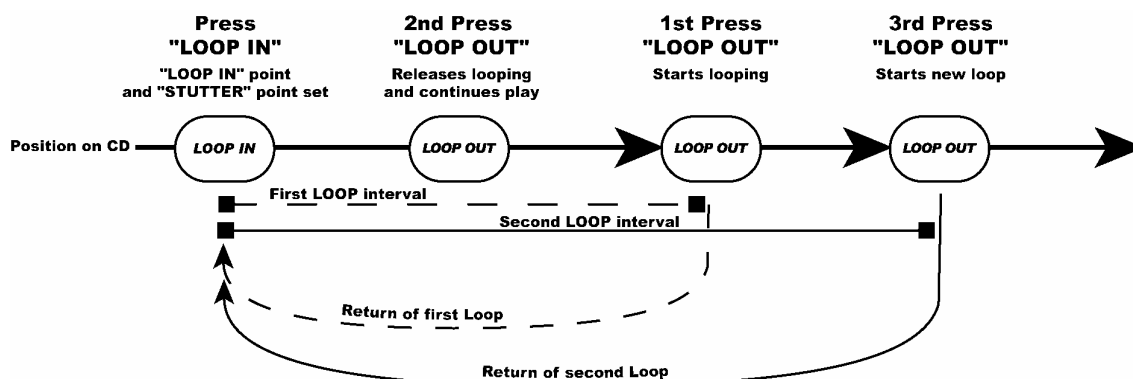 Press
"LOOP IN"
"LOOP IN" point
and "STUTTER" point set
2nd Press
"LOOP OUT"
Releases looping
and continues play
1st Press
"LOOP OUT"
Starts looping
3rd Press
"LOOP OUT"
Starts new loop
Position on CD
LOOP IN
LOOP OUT
LOOP OUT
LOOP OUT
First LOOP interval
Second LOOP interval
Return of first Loop
Return of second Loop